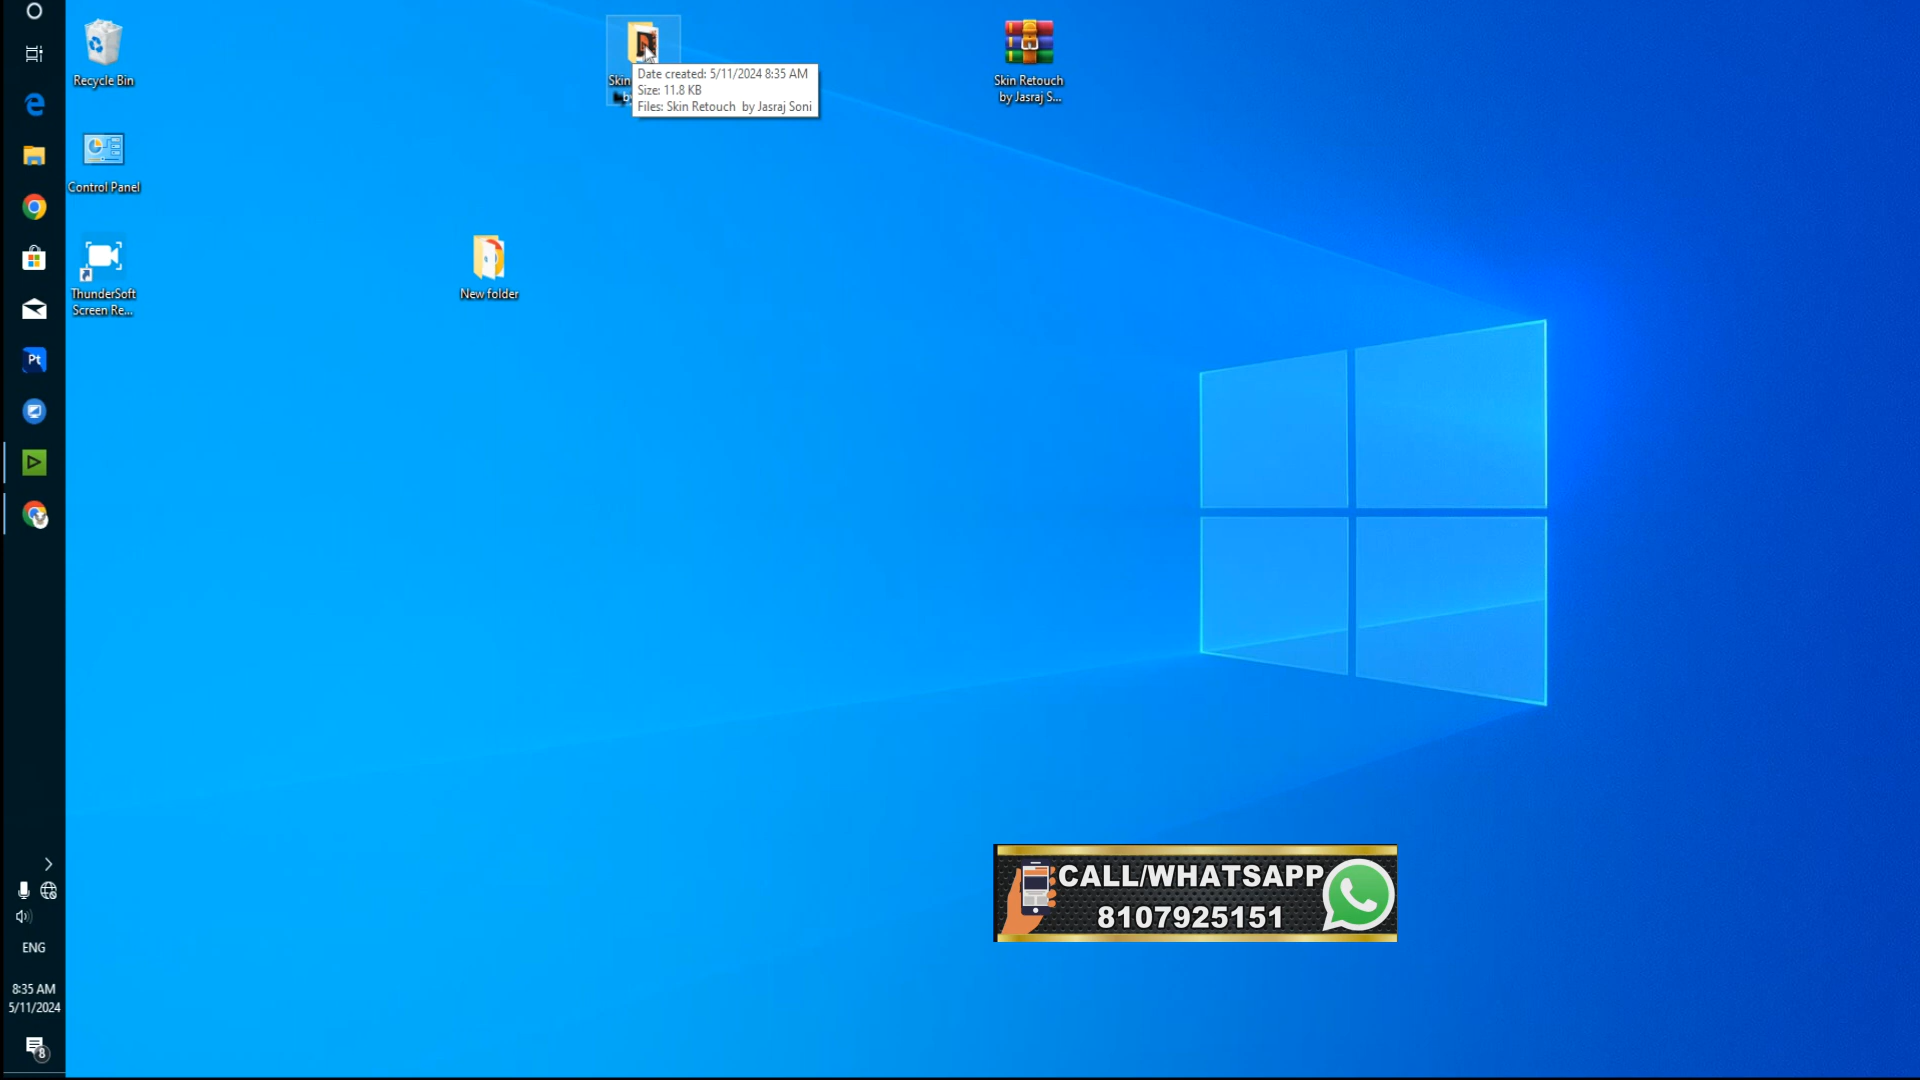 Recycle Bin
Skin
Date created: 5/11/2024 8:35 AM
Size: 11.8 KB
Files: Skin Retouch by Jasraj Soni
Skin Retouch
by Jasraj S...
Control Panel
ThunderSoft
Screen Re...
New folder
Pt
CALL/WHATSAPP
8107925151
ENG
8:35 AM
5/11/2024
8